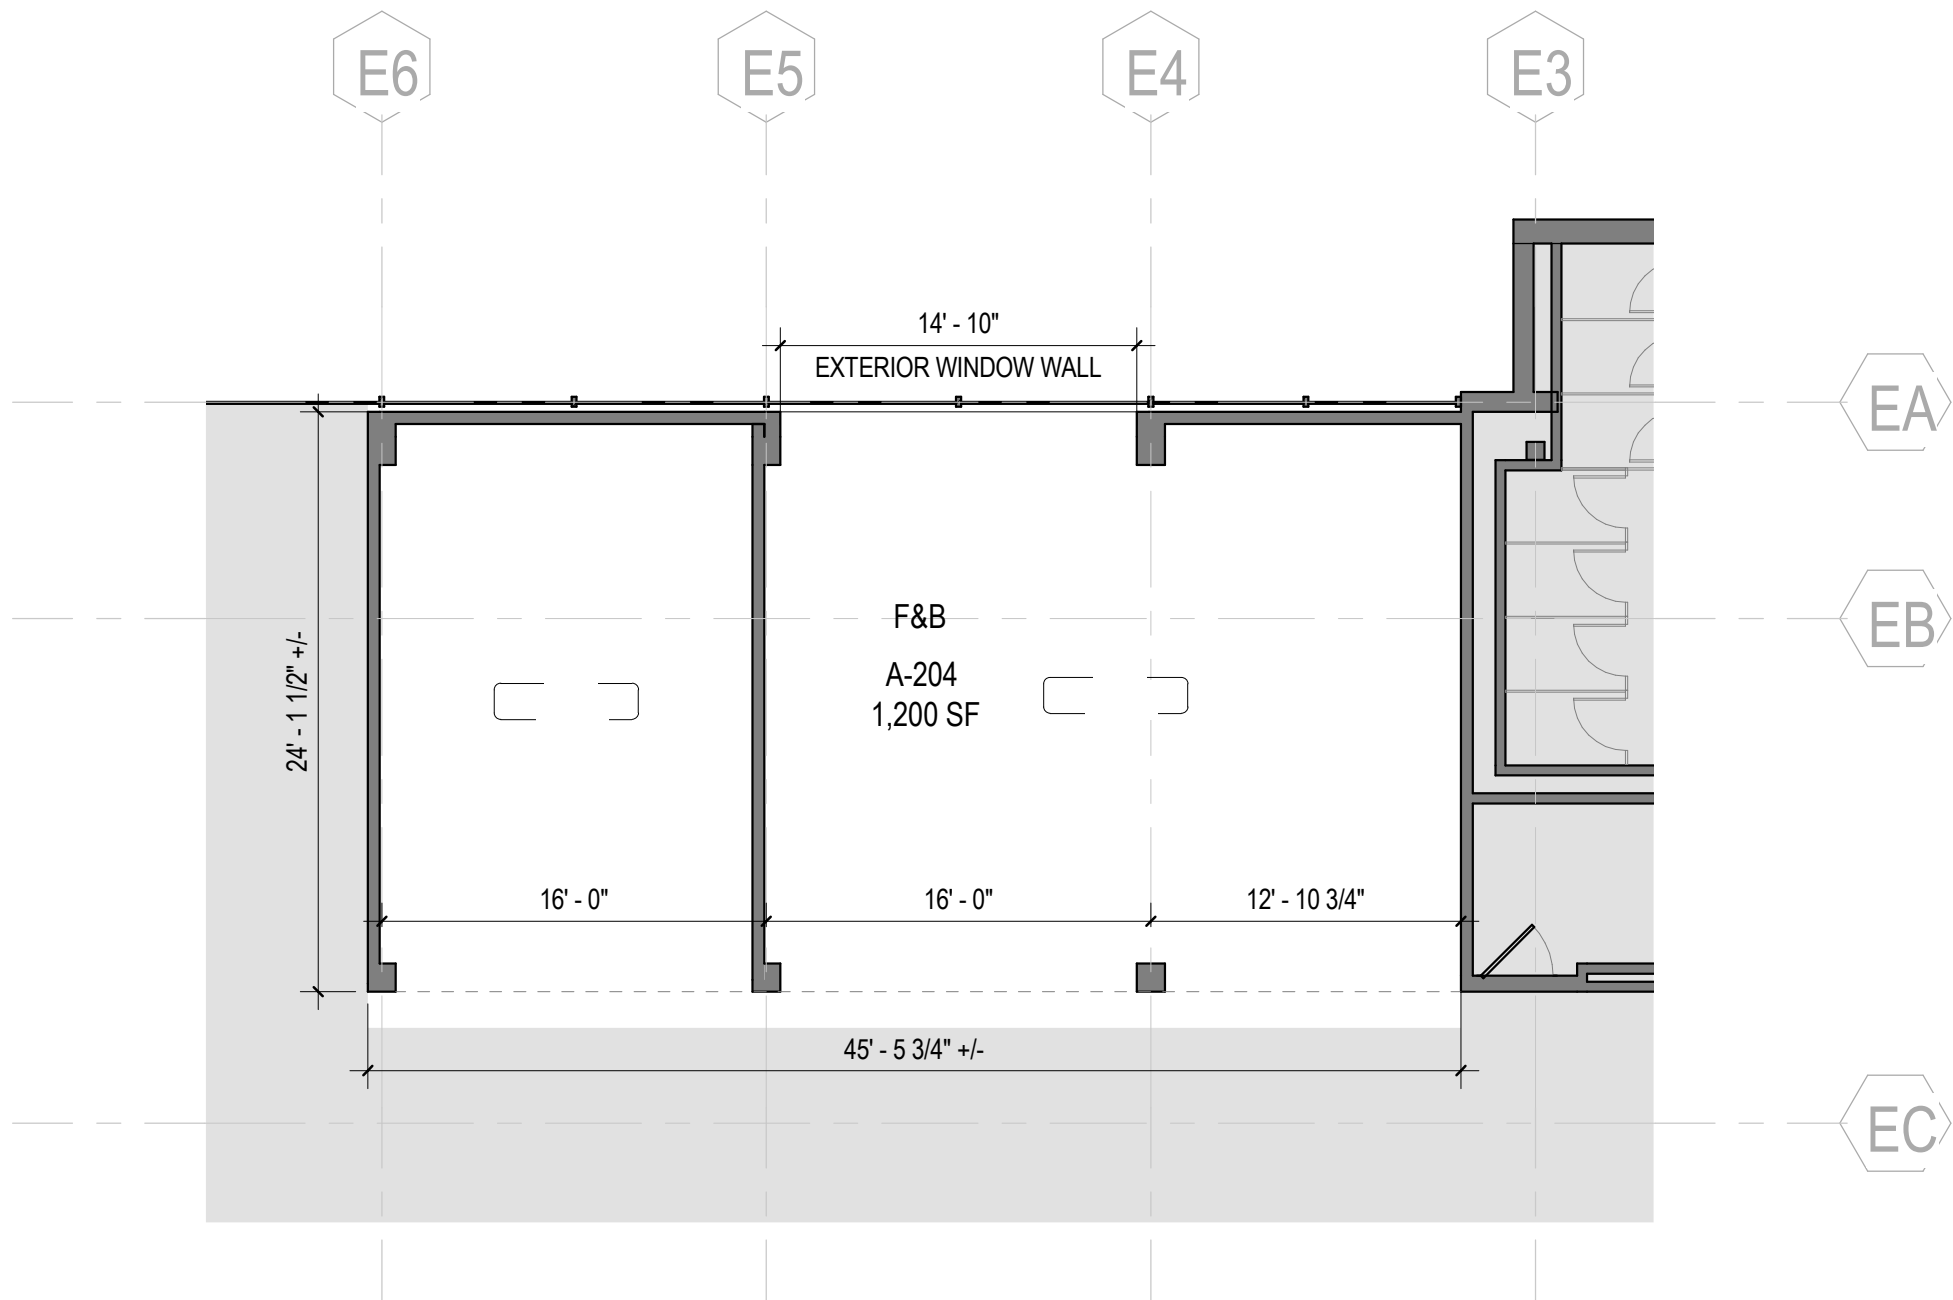 E6
E5
E4
E3
14' - 10"
EXTERIOR WINDOW WALL
EA
F&B
EB
A-204
1,200 SF
24' - 1 1/2" +/-
16' - 0"
16' - 0"
12' - 10 3/4"
45' - 5 3/4" +/-
EC